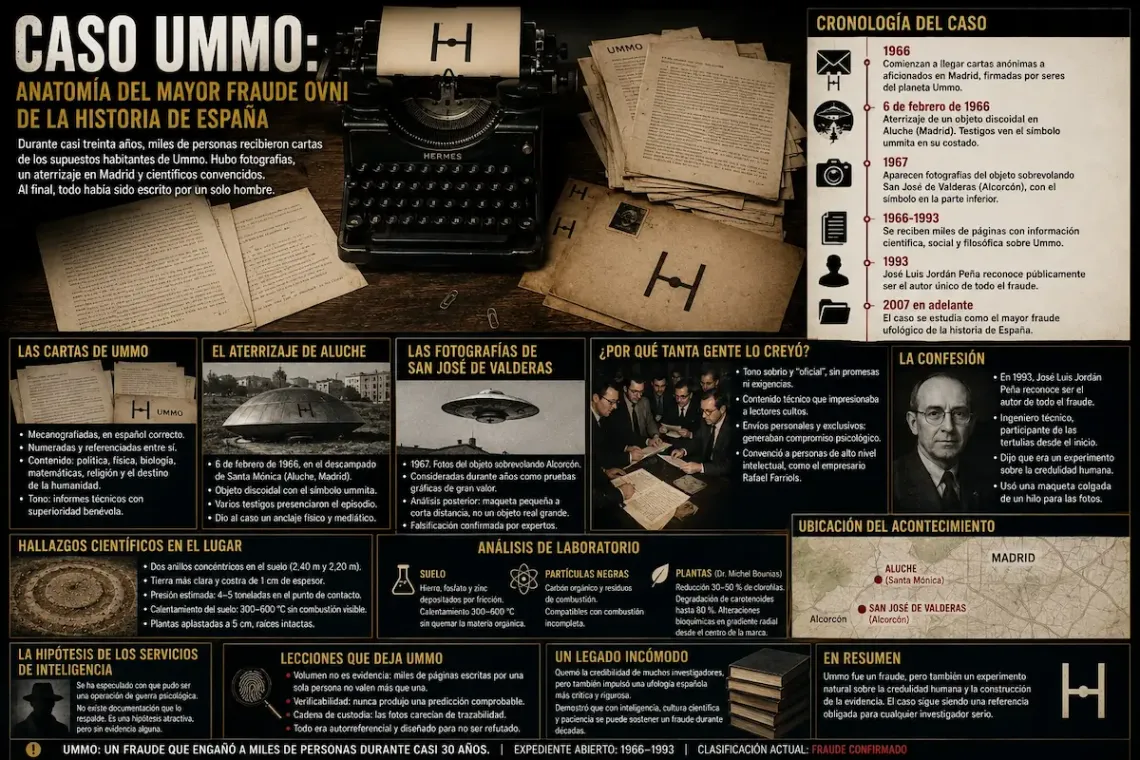 CASO UMMO:
ANATOMÍA DEL MAYOR FRAUDE OVNI
DE LA HISTORIA DE ESPAÑA
Durante casi treinta años, miles de personas recibieron cartas
de los supuestos habitantes de Ummo. Hubo fotografías,
un aterrizaje en Madrid y científicos convencidos.
Al final, todo había sido escrito por un solo hombre.
HERMES
UMMO
CRONOLOGÍA DEL CASO
1966
Comienzan a llegar cartas anónimas a
aficionados en Madrid, firmadas por seres
del planeta Ummo.
6 de febrero de 1966
Aterrizaje de un objeto discoidal en
Aluche (Madrid). Testigos ven el símbolo
ummita en su costado.
1967
Aparecen fotografías del objeto sobrevolando
San José de Valderas (Alcorcón), con el
símbolo en la parte inferior.
1966-1993
Se reciben miles de páginas con información
científica, social y filosófica sobre Ummo.
1993
José Luis Jordán Peña reconoce públicamente
ser el autor único de todo el fraude.
2007 en adelante
El caso se estudia como el mayor fraude
ufológico de la historia de España.
LAS CARTAS DE UMMO
UMMO
• Mecanografiadas, en español correcto.
• Numeradas y referenciadas entre sí.
• Contenido: política, física, biología,
matemáticas, religión y el destino
de la humanidad.
• Tono: informes técnicos con
superioridad benévola.
EL ATERRIZAJE DE ALUCHE
• 6 de febrero de 1966, en el descampado
de Santa Mónica (Aluche, Madrid).
• Objeto discoidal con el símbolo ummita.
• Varios testigos presenciaron el episodio.
• Dio al caso un anclaje físico y mediático.
LAS FOTOGRAFÍAS DE
SAN JOSÉ DE VALDERAS
• 1967. Fotos del objeto sobrevolando Alcorcón.
• Consideradas durante años como pruebas
gráficas de gran valor.
• Análisis posterior: maqueta pequeña a
corta distancia, no un objeto real grande.
• Falsificación confirmada por expertos.
¿POR QUÉ TANTA GENTE LO CREYÓ?
• Tono sobrio y "oficial", sin promesas
ni exigencias.
• Contenido técnico que impresionaba
a lectores cultos.
• Envíos personales y exclusivos:
generaban compromiso psicológico.
• Convenció a personas de alto nivel
intelectual, como el empresario
Rafael Farriols.
LA CONFESIÓN
• En 1993, José Luis Jordán
Peña reconoce ser el
autor de todo el fraude.
• Ingeniero técnico,
participante de las
tertulias desde el inicio.
• Dijo que era un experimento
sobre la credulidad humana.
• Usó una maqueta colgada
de un hilo para las fotos.
HALLAZGOS CIENTÍFICOS EN EL LUGAR
• Dos anillos concéntricos en el suelo (2,40 m y 2,20 m).
• Tierra más clara y costra de 1 cm de espesor.
• Presión estimada: 4–5 toneladas en el punto de contacto.
• Calentamiento del suelo: 300–600 °C sin combustión visible.
• Plantas aplastadas a 5 cm, raíces intactas.
ANÁLISIS DE LABORATORIO
SUELO
Hierro, fosfato y zinc
depositados por fricción.
Calentamiento 300–600 °C
sin quemar la materia orgánica.
PARTÍCULAS NEGRAS
Carbón orgánico y residuos
de combustión.
Compatibles con combustión
incompleta.
PLANTAS (Dr. Michel Bounias)
Reducción 30–50 % de clorofilas.
Degradación de carotenoides
hasta 80 %. Alteraciones
bioquímicas en gradiente radial
desde el centro de la marca.
UBICACIÓN DEL ACONTECIMIENTO
MADRID
ALUCHE
(Santa Mónica)
SAN JOSÉ DE VALDERAS
(Alcorcón)
Alcorcón
LA HIPÓTESIS DE LOS SERVICIOS
DE INTELIGENCIA
Se ha especulado con que pudo ser
una operación de guerra psicológica.
No existe documentación que lo
respalde. Es una hipótesis atractiva,
pero sin evidencia alguna.
LECCIONES QUE DEJA UMMO
• Volumen no es evidencia: miles de páginas escritas por una
sola persona no valen más que una.
• Verificabilidad: nunca produjo una predicción comprobable.
• Cadena de custodia: las fotos carecían de trazabilidad.
• Todo era autorreferencial y diseñado para no ser refutado.
UN LEGADO INCÓMODO
Quemó la credibilidad de muchos investigadores,
pero también impulsó una ufología española
más crítica y rigurosa.
Demostró que con inteligencia, cultura científica
y paciencia se puede sostener un fraude durante
décadas.
EN RESUMEN
Ummo fue un fraude, pero también un experimento
natural sobre la credulidad humana y la construcción
de la evidencia. El caso sigue siendo una referencia
obligada para cualquier investigador serio.
UMMO: UN FRAUDE QUE ENGAÑÓ A MILES DE PERSONAS DURANTE CASI 30 AÑOS. | EXPEDIENTE ABIERTO: 1966–1993 | CLASIFICACIÓN ACTUAL: FRAUDE CONFIRMADO